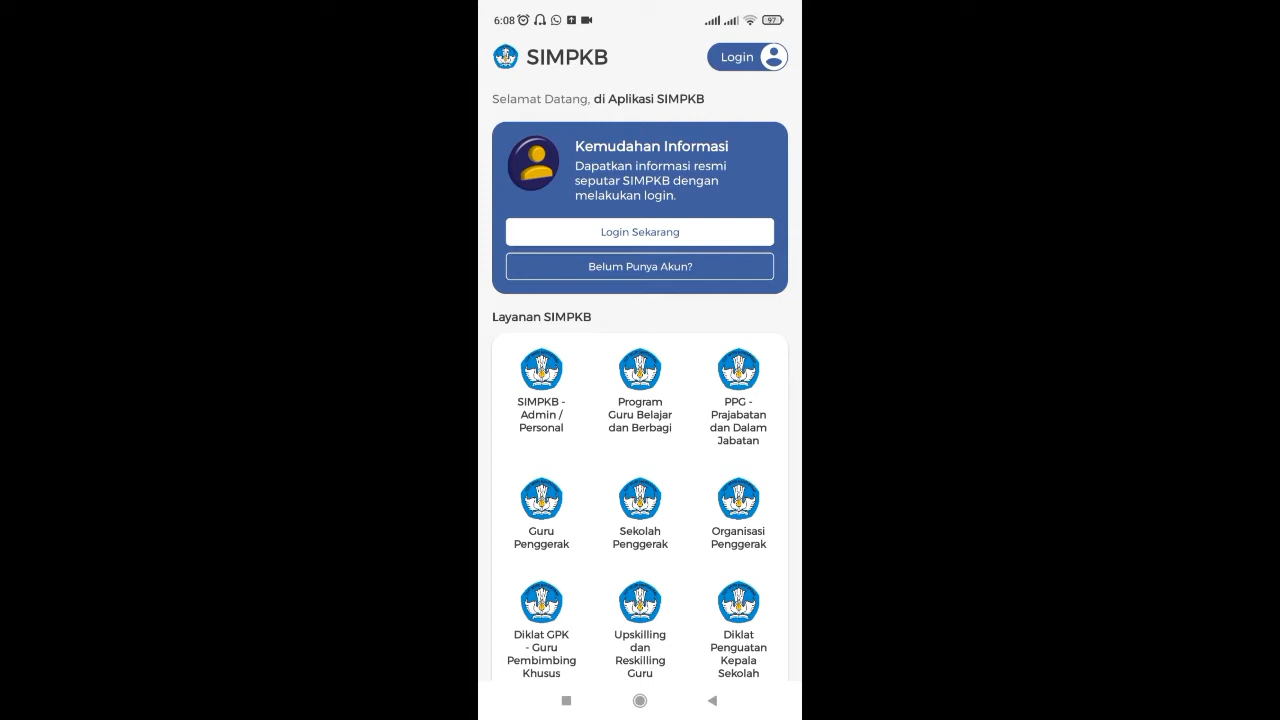 6:08
97
SIMPKB
Login
Selamat Datang, di Aplikasi SIMPKB
Kemudahan Informasi
Dapatkan informasi resmi
seputar SIMPKB dengan
melakukan login.
Login Sekarang
Belum Punya Akun?
Layanan SIMPKB
SIMPKB -
Admin /
Personal
Program
Guru Belajar
dan Berbagi
PPG -
Prajabatan
dan Dalam
Jabatan
Guru
Penggerak
Sekolah
Penggerak
Organisasi
Penggerak
Diklat GPK
- Guru
Pembimbing
Khusus
Upskilling
dan
Reskilling
Guru
Diklat
Penguatan
Kepala
Sekolah